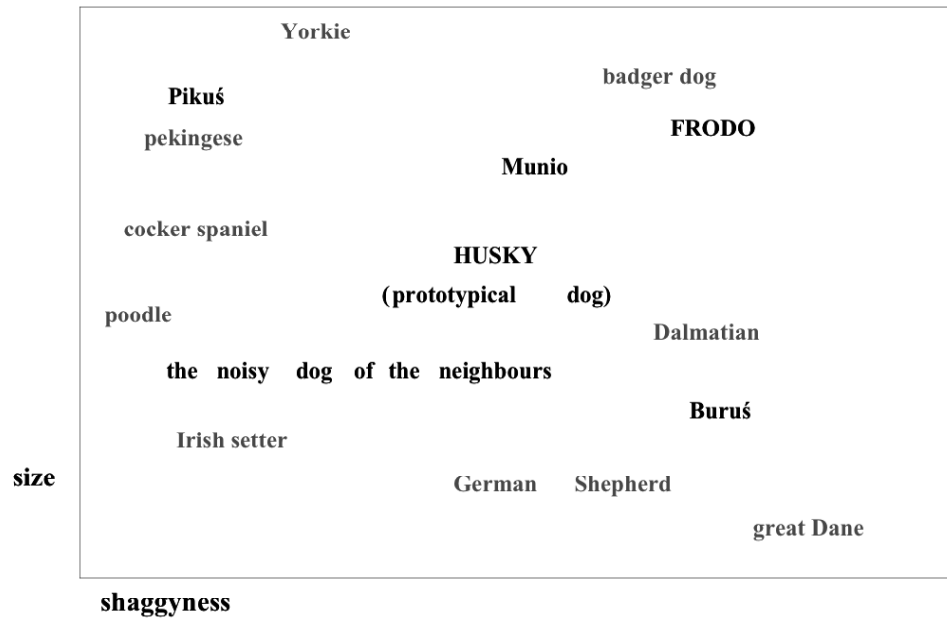 Yorkie
badger dog
Pikuś
FRODO
pekingese
Munio
cocker spaniel
HUSKY
(prototypical dog)
poodle
Dalmatian
the noisy dog of the neighbours
Buruś
Irish setter
size
German Shepherd
great Dane
shaggyness